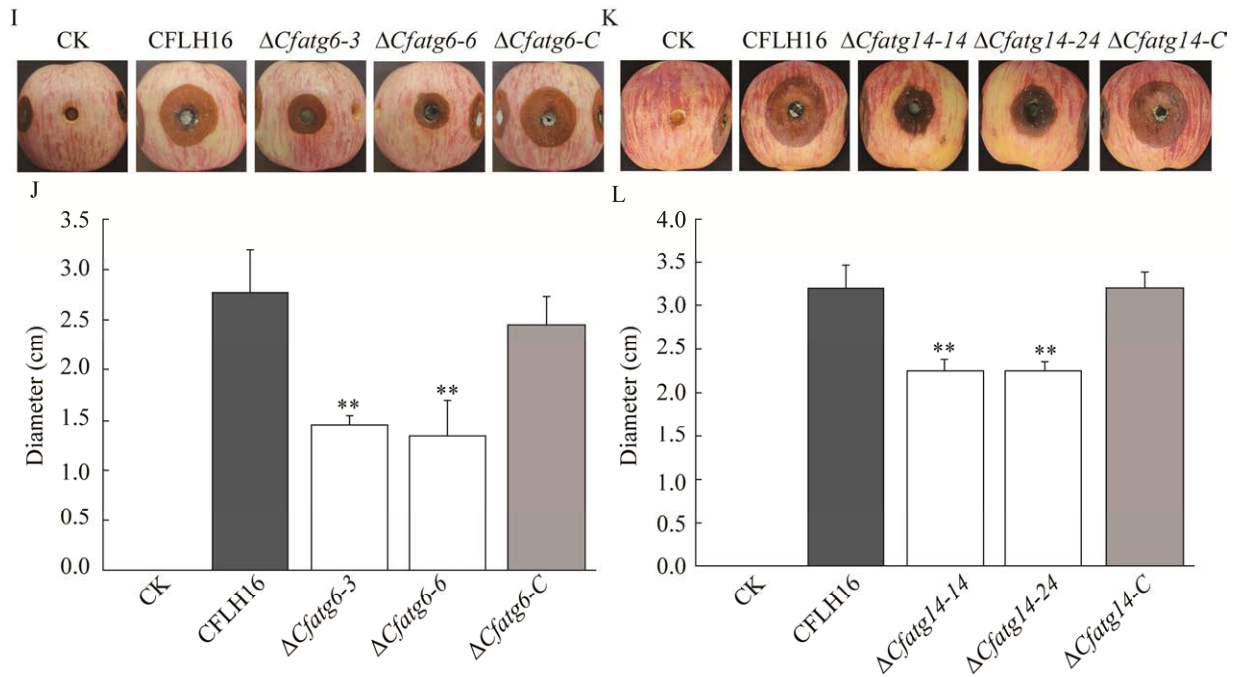 I
CK CFLH16 ΔCfatg6-3 ΔCfatg6-6 ΔCfatg6-C
K
CK CFLH16 ΔCfatg14-14 ΔCfatg14-24 ΔCfatg14-C
J
3.5
3.0
2.5
2.0
1.5
1.0
0.5
0.0
Diameter (cm)
**
**
CK CFLH16 ΔCfatg6-3 ΔCfatg6-6 ΔCfatg6-C
L
4.0
3.5
3.0
2.5
2.0
1.5
1.0
0.5
0.0
Diameter (cm)
**
**
CK CFLH16 ΔCfatg14-14 ΔCfatg14-24 ΔCfatg14-C